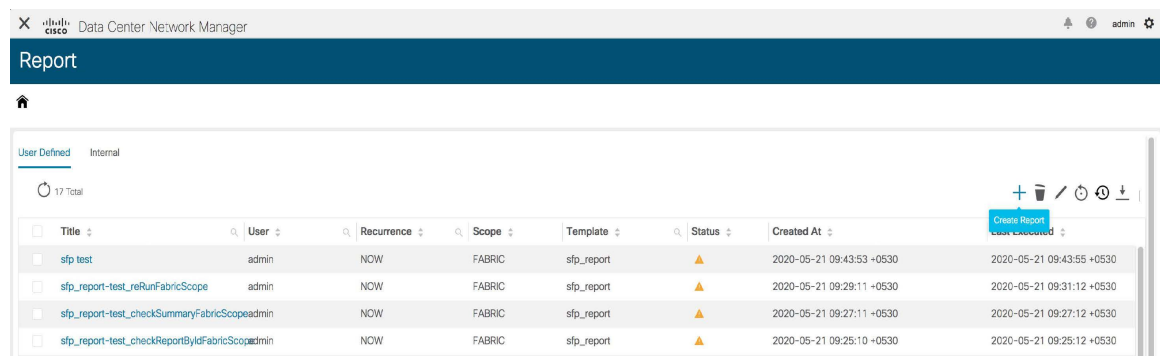 CISCO Data Center Network Manager admin
Report
User Defined Internal
17 Total
Create Report
Title User Recurrence Scope Template Status Created At Last Executed
sfp test admin NOW FABRIC sfp_report 2020-05-21 09:43:53 +0530 2020-05-21 09:43:55 +0530
sfp_report-test_reRunFabricScope admin NOW FABRIC sfp_report 2020-05-21 09:29:11 +0530 2020-05-21 09:31:12 +0530
sfp_report-test_checkSummaryFabricScope admin NOW FABRIC sfp_report 2020-05-21 09:27:11 +0530 2020-05-21 09:27:12 +0530
sfp_report-test_checkReportByIdFabricScope admin NOW FABRIC sfp_report 2020-05-21 09:25:10 +0530 2020-05-21 09:25:12 +0530